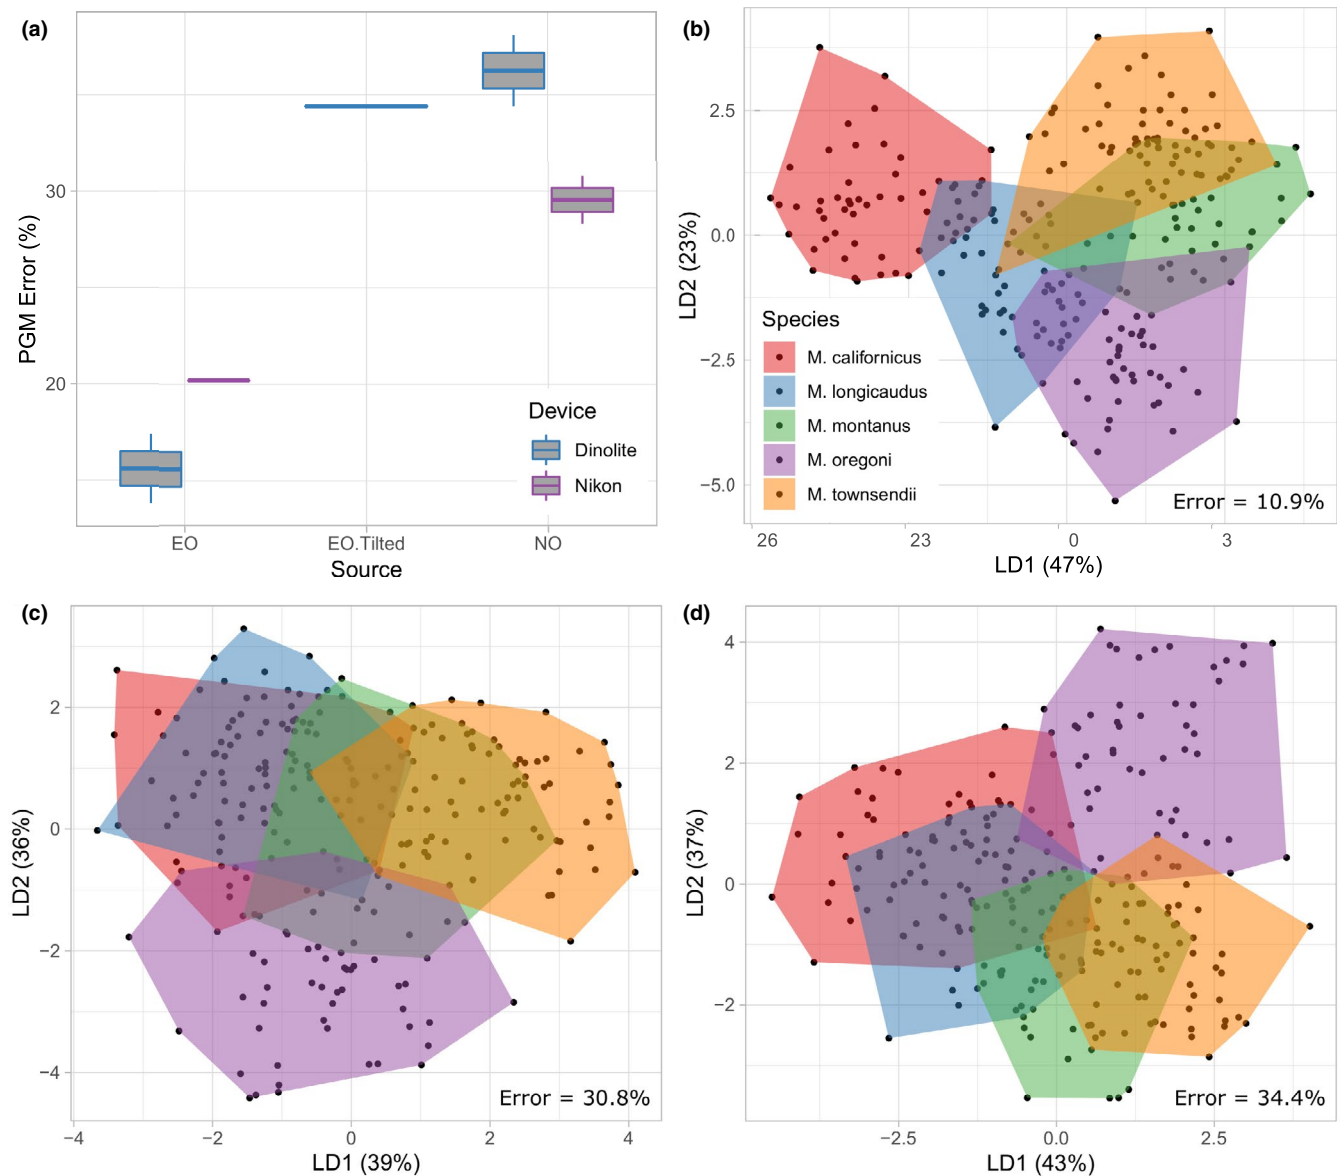 (a)
PGM Error (%)
30
20
EO
EO.Tilted
NO
Source
Device
Dinolite
Nikon
(b)
LD2 (23%)
2.5
0.0
−2.5
−5.0
Species
M. californicus
M. longicaudus
M. montanus
M. oregoni
M. townsendii
Error = 10.9%
26
23
0
3
LD1 (47%)
(c)
LD2 (36%)
2
0
−2
−4
Error = 30.8%
−4
−2
0
2
4
LD1 (39%)
(d)
LD2 (37%)
4
2
0
−2
Error = 34.4%
−2.5
0.0
2.5
LD1 (43%)